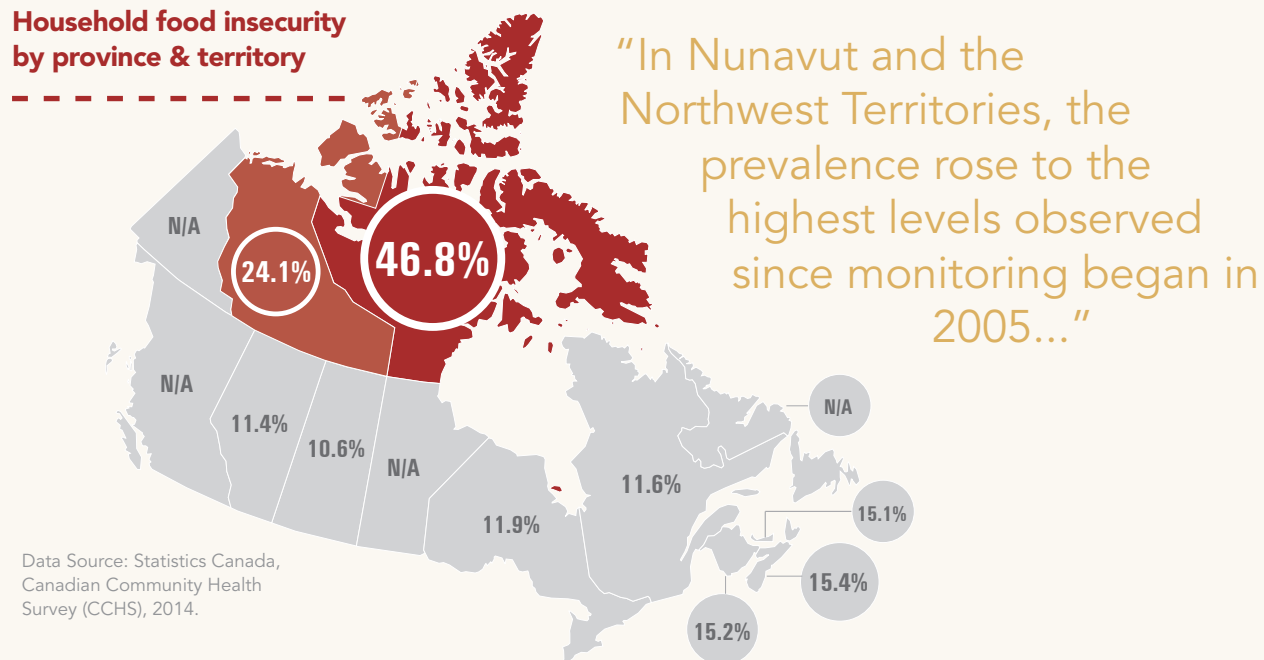 Household food insecurity
by province & territory
“In Nunavut and the
Northwest Territories, the
prevalence rose to the
highest levels observed
since monitoring began in
2005...”
N/A
24.1%
46.8%
N/A
11.4%
10.6%
N/A
11.9%
11.6%
N/A
15.1%
15.4%
15.2%
Data Source: Statistics Canada,
Canadian Community Health
Survey (CCHS), 2014.